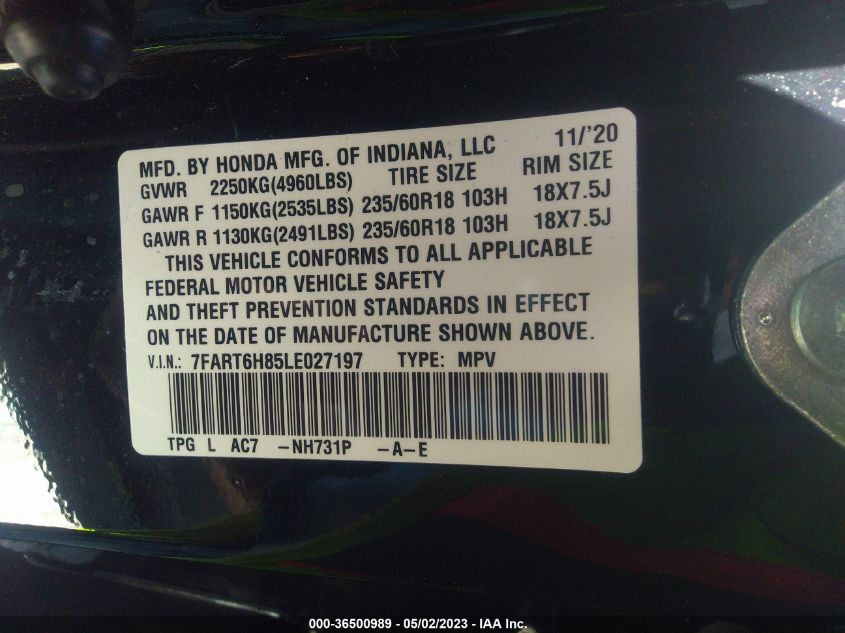 MFD. BY HONDA MFG. OF INDIANA, LLC 11/'20
GVWR 2250KG(4960LBS) TIRE SIZE RIM SIZE
GAWR F 1150KG(2535LBS) 235/60R18 103H 18X7.5J
GAWR R 1130KG(2491LBS) 235/60R18 103H 18X7.5J
THIS VEHICLE CONFORMS TO ALL APPLICABLE
FEDERAL MOTOR VEHICLE SAFETY
AND THEFT PREVENTION STANDARDS IN EFFECT
ON THE DATE OF MANUFACTURE SHOWN ABOVE.
V.I.N.: 7FART6H85LE027197 TYPE: MPV
TPG L AC7 -NH731P -A-E
000-36500989 — 05/02/2023 — IAA Inc.